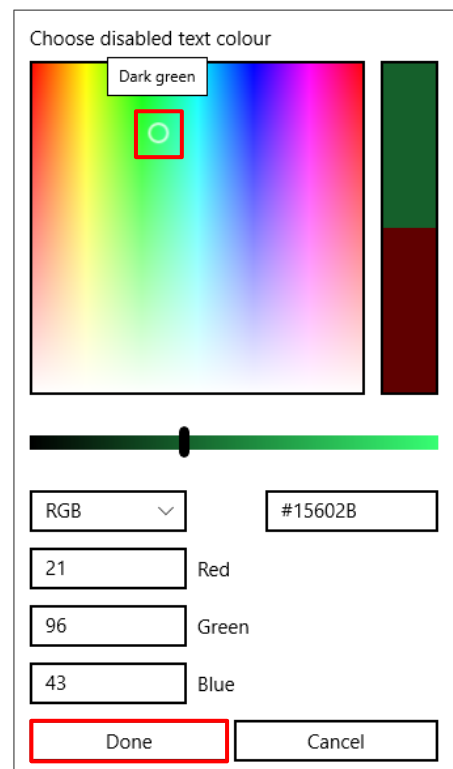 Choose disabled text colour
Dark green
RGB #15602B
21 Red
96 Green
43 Blue
Done Cancel